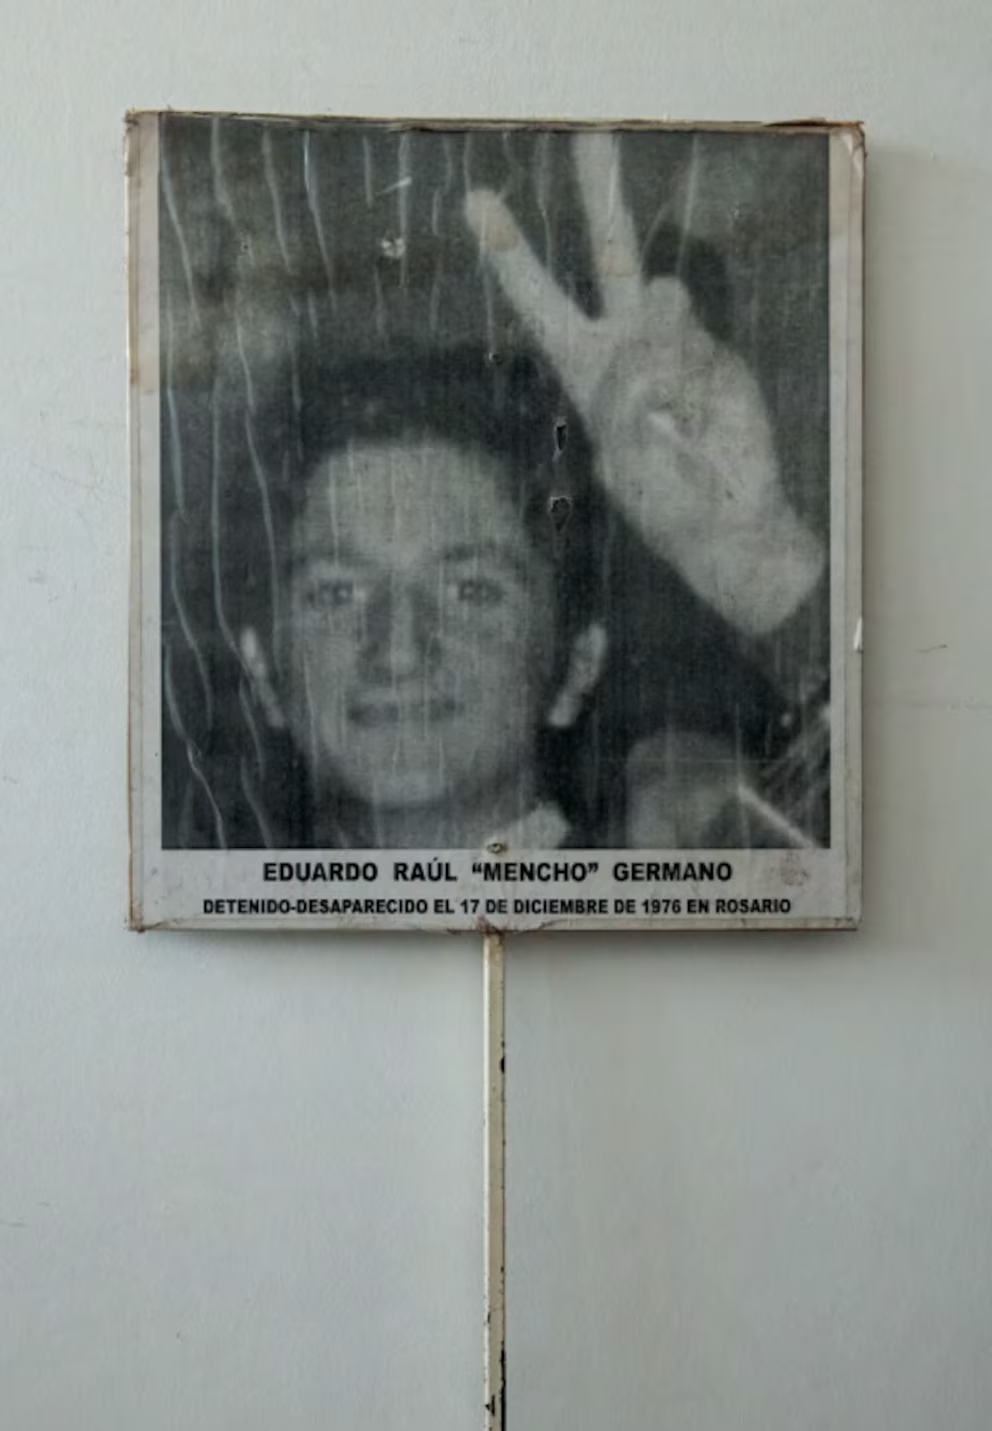 EDUARDO RAÚL “MENCHO” GERMANO
DETENIDO-DESAPARECIDO EL 17 DE DICIEMBRE DE 1976 EN ROSARIO